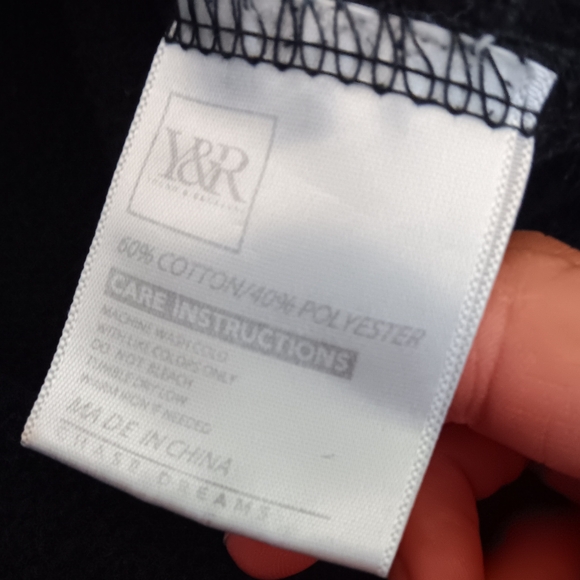 Y&R
60% COTTON/40% POLYESTER
CARE INSTRUCTIONS
MACHINE WASH COLD
WITH LIKE COLORS ONLY
DO NOT BLEACH
TUMBLE DRY LOW
WARM IRON IF NEEDED
MADE IN CHINA
CHASE DREAMS